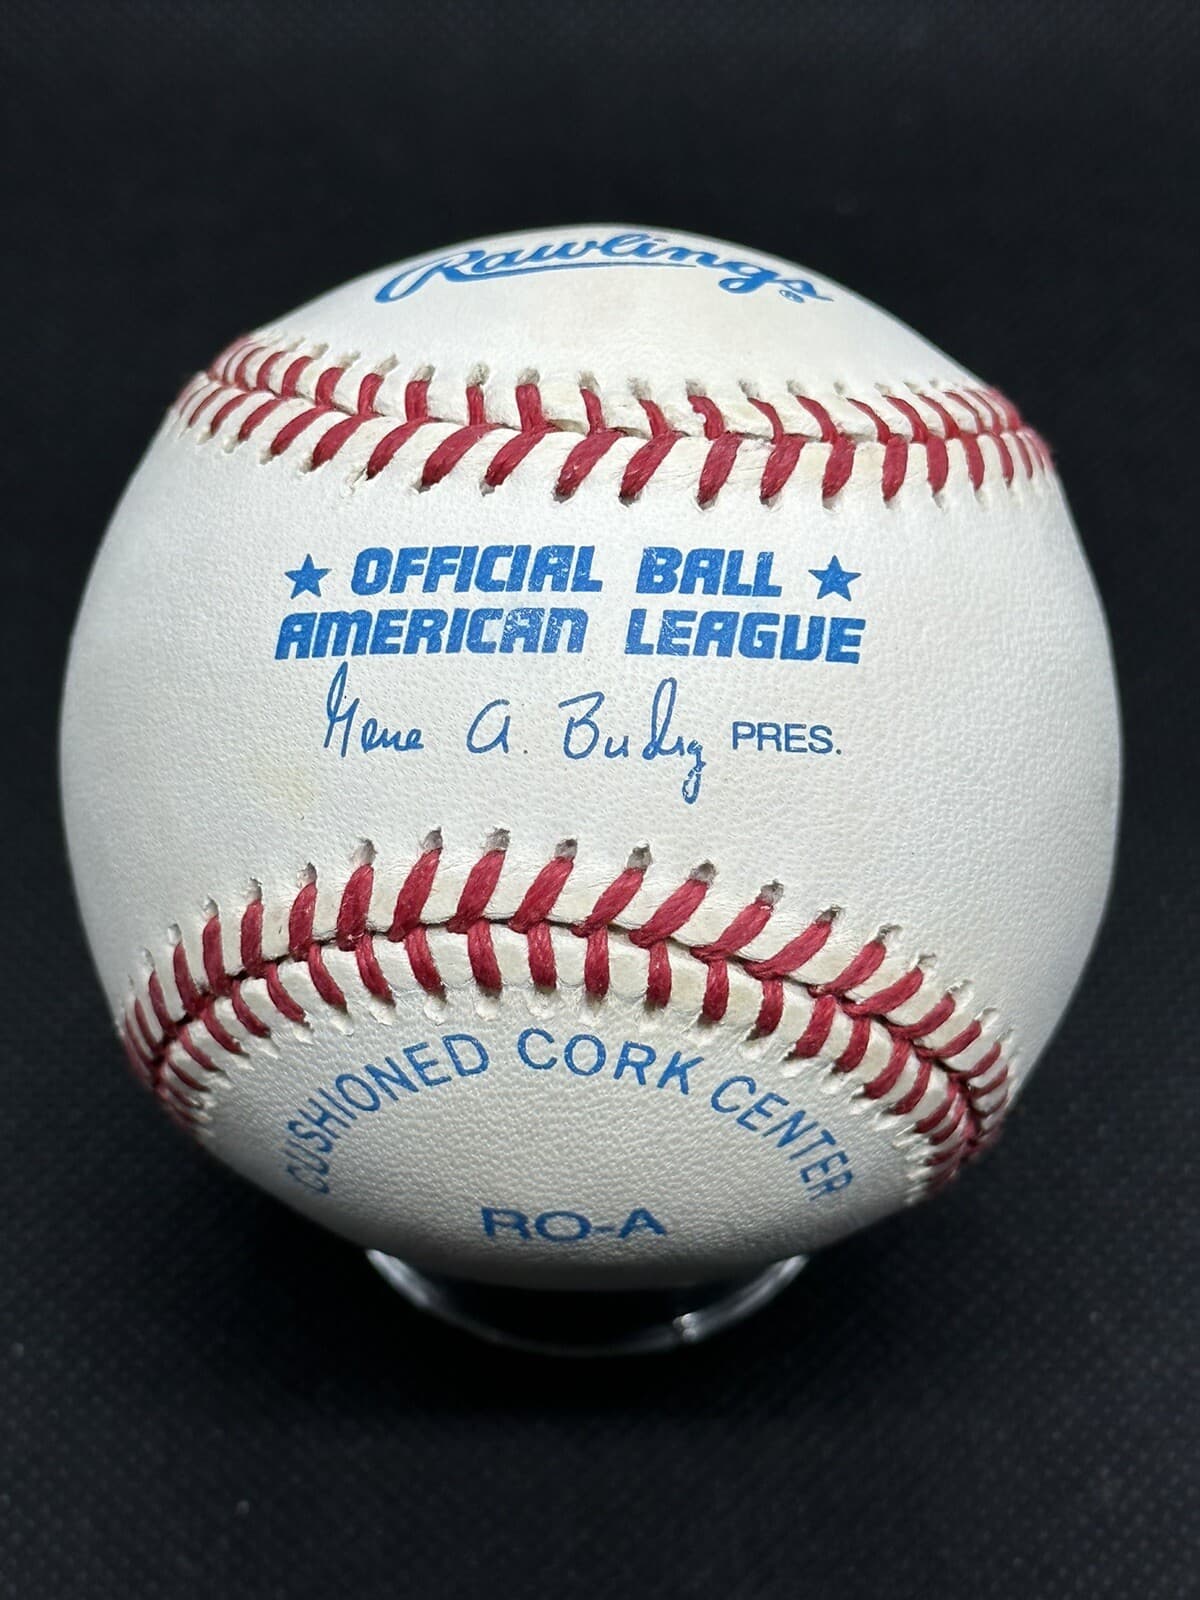 Rawlings®
★ OFFICIAL BALL ★
AMERICAN LEAGUE
Gene A. Budig PRES.
CUSHIONED CORK CENTER
RO-A